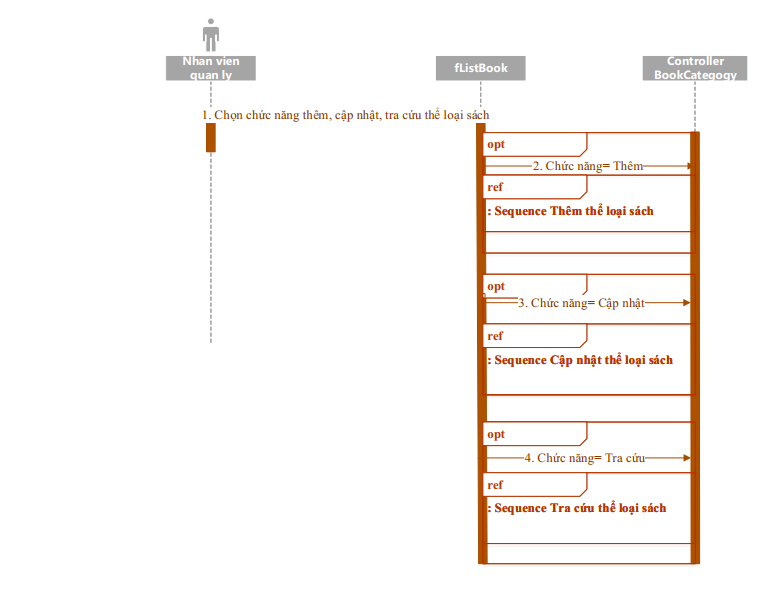 Nhan vien
quan ly
fListBook
Controller
BookCategogy
1. Chọn chức năng thêm, cập nhật, tra cứu thể loại sách
opt
2. Chức năng= Thêm
ref
: Sequence Thêm thể loại sách
opt
3. Chức năng= Cập nhật
ref
: Sequence Cập nhật thể loại sách
opt
4. Chức năng= Tra cứu
ref
: Sequence Tra cứu thể loại sách